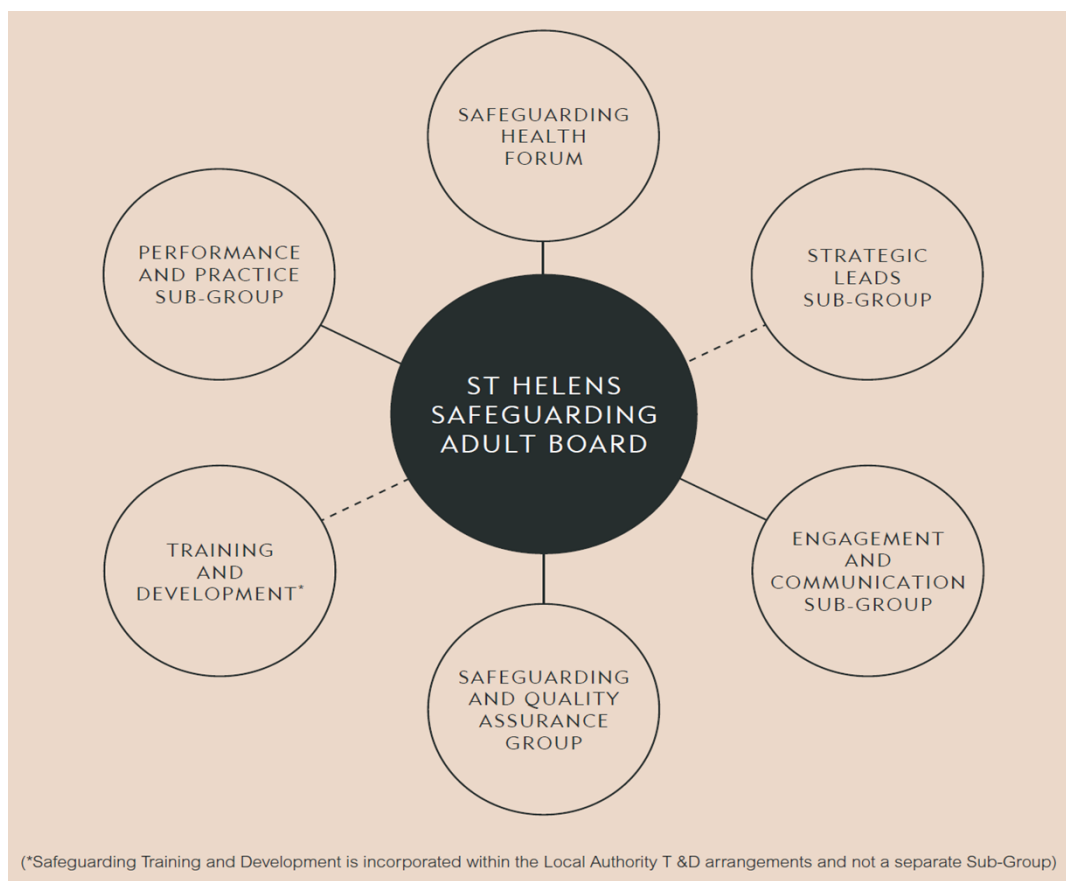 SAFEGUARDING
HEALTH
FORUM
PERFORMANCE
AND PRACTICE
SUB-GROUP
STRATEGIC
LEADS
SUB-GROUP
ST HELENS
SAFEGUARDING
ADULT BOARD
TRAINING
AND
DEVELOPMENT*
ENGAGEMENT
AND
COMMUNICATION
SUB-GROUP
SAFEGUARDING
AND QUALITY
ASSURANCE
GROUP
(*Safeguarding Training and Development is incorporated within the Local Authority T &D arrangements and not a separate Sub-Group)